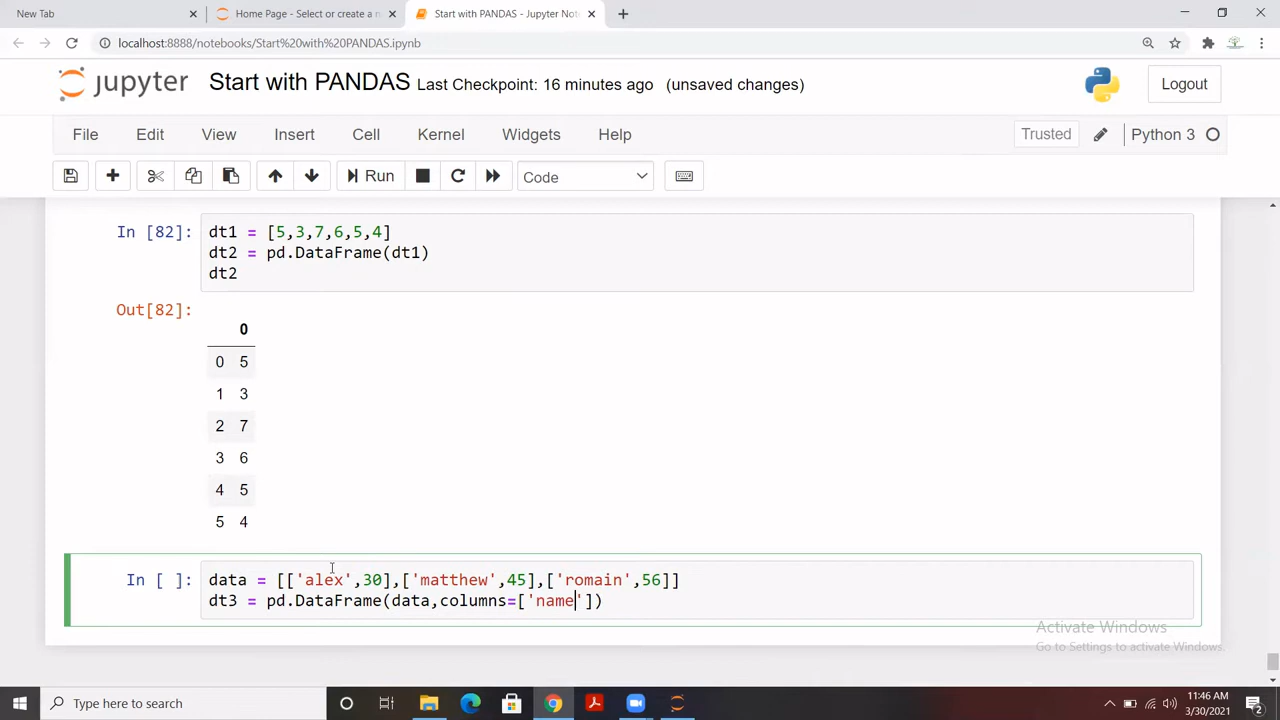 New Tab
Home Page - Select or create a n
Start with PANDAS - Jupyter Not
localhost:8888/notebooks/Start%20with%20PANDAS.ipynb
jupyter Start with PANDAS Last Checkpoint: 16 minutes ago (unsaved changes)
Logout
File Edit View Insert Cell Kernel Widgets Help
Trusted
Python 3
Run
Code
In [82]:
dt1 = [5,3,7,6,5,4]
dt2 = pd.DataFrame(dt1)
dt2
Out[82]:
0
0 5
1 3
2 7
3 6
4 5
5 4
In [ ]:
data = [['alex',30],['matthew',45],['romain',56]]
dt3 = pd.DataFrame(data,columns=['name'])
Activate Windows
Go to Settings to activate Windows.
Type here to search
11:46 AM
3/30/2021
2